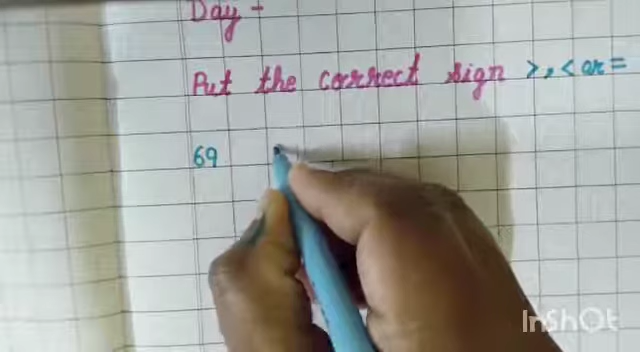 Day -
Put the correct sign >, < or =
69
InShOt